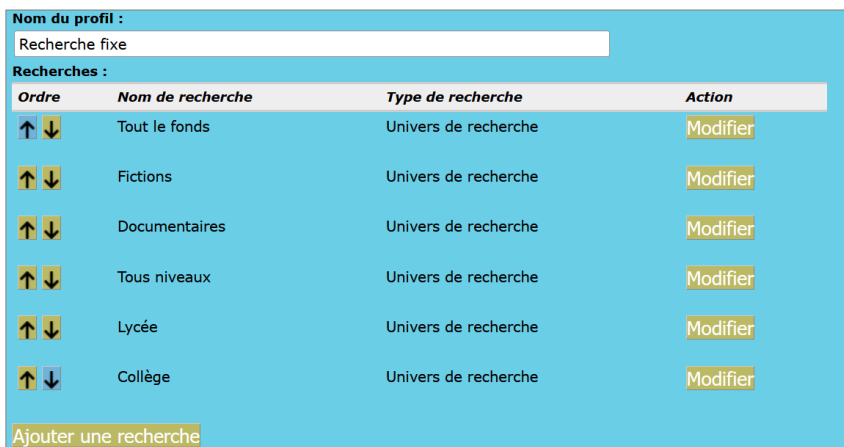 Nom du profil :
Recherche fixe
Recherches :
Ordre Nom de recherche Type de recherche Action
Tout le fonds Univers de recherche Modifier
Fictions Univers de recherche Modifier
Documentaires Univers de recherche Modifier
Tous niveaux Univers de recherche Modifier
Lycée Univers de recherche Modifier
Collège Univers de recherche Modifier
Ajouter une recherche